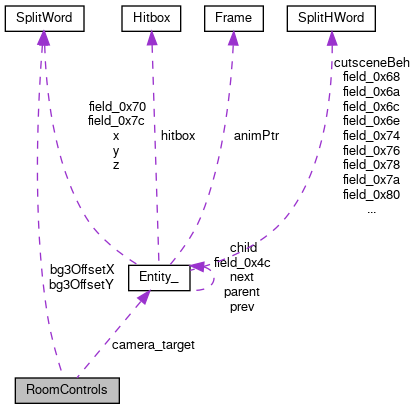 SplitWord
Hitbox
Frame
SplitHWord
cutsceneBeh
field_0x68
field_0x6a
field_0x6c
field_0x6e
field_0x74
field_0x76
field_0x78
field_0x7a
field_0x80
...
field_0x70
field_0x7c
x
y
z
hitbox
animPtr
child
field_0x4c
next
parent
prev
Entity_
bg3OffsetX
bg3OffsetY
camera_target
RoomControls